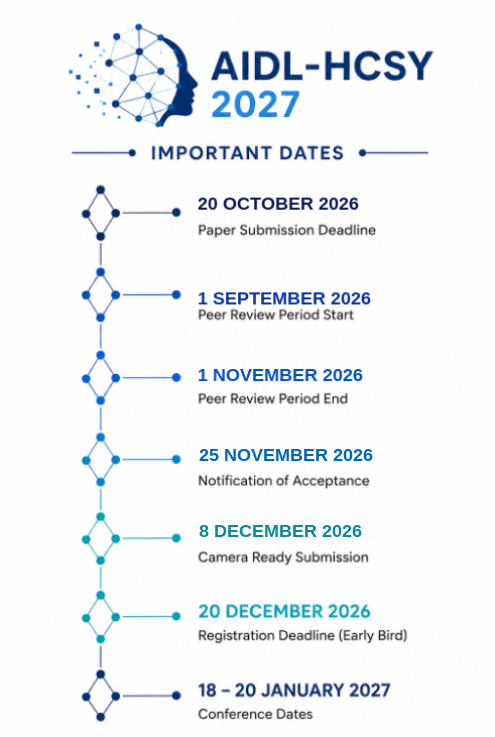 AIDL-HCSY
2027
IMPORTANT DATES
20 OCTOBER 2026
Paper Submission Deadline
1 SEPTEMBER 2026
Peer Review Period Start
1 NOVEMBER 2026
Peer Review Period End
25 NOVEMBER 2026
Notification of Acceptance
8 DECEMBER 2026
Camera Ready Submission
20 DECEMBER 2026
Registration Deadline (Early Bird)
18 – 20 JANUARY 2027
Conference Dates